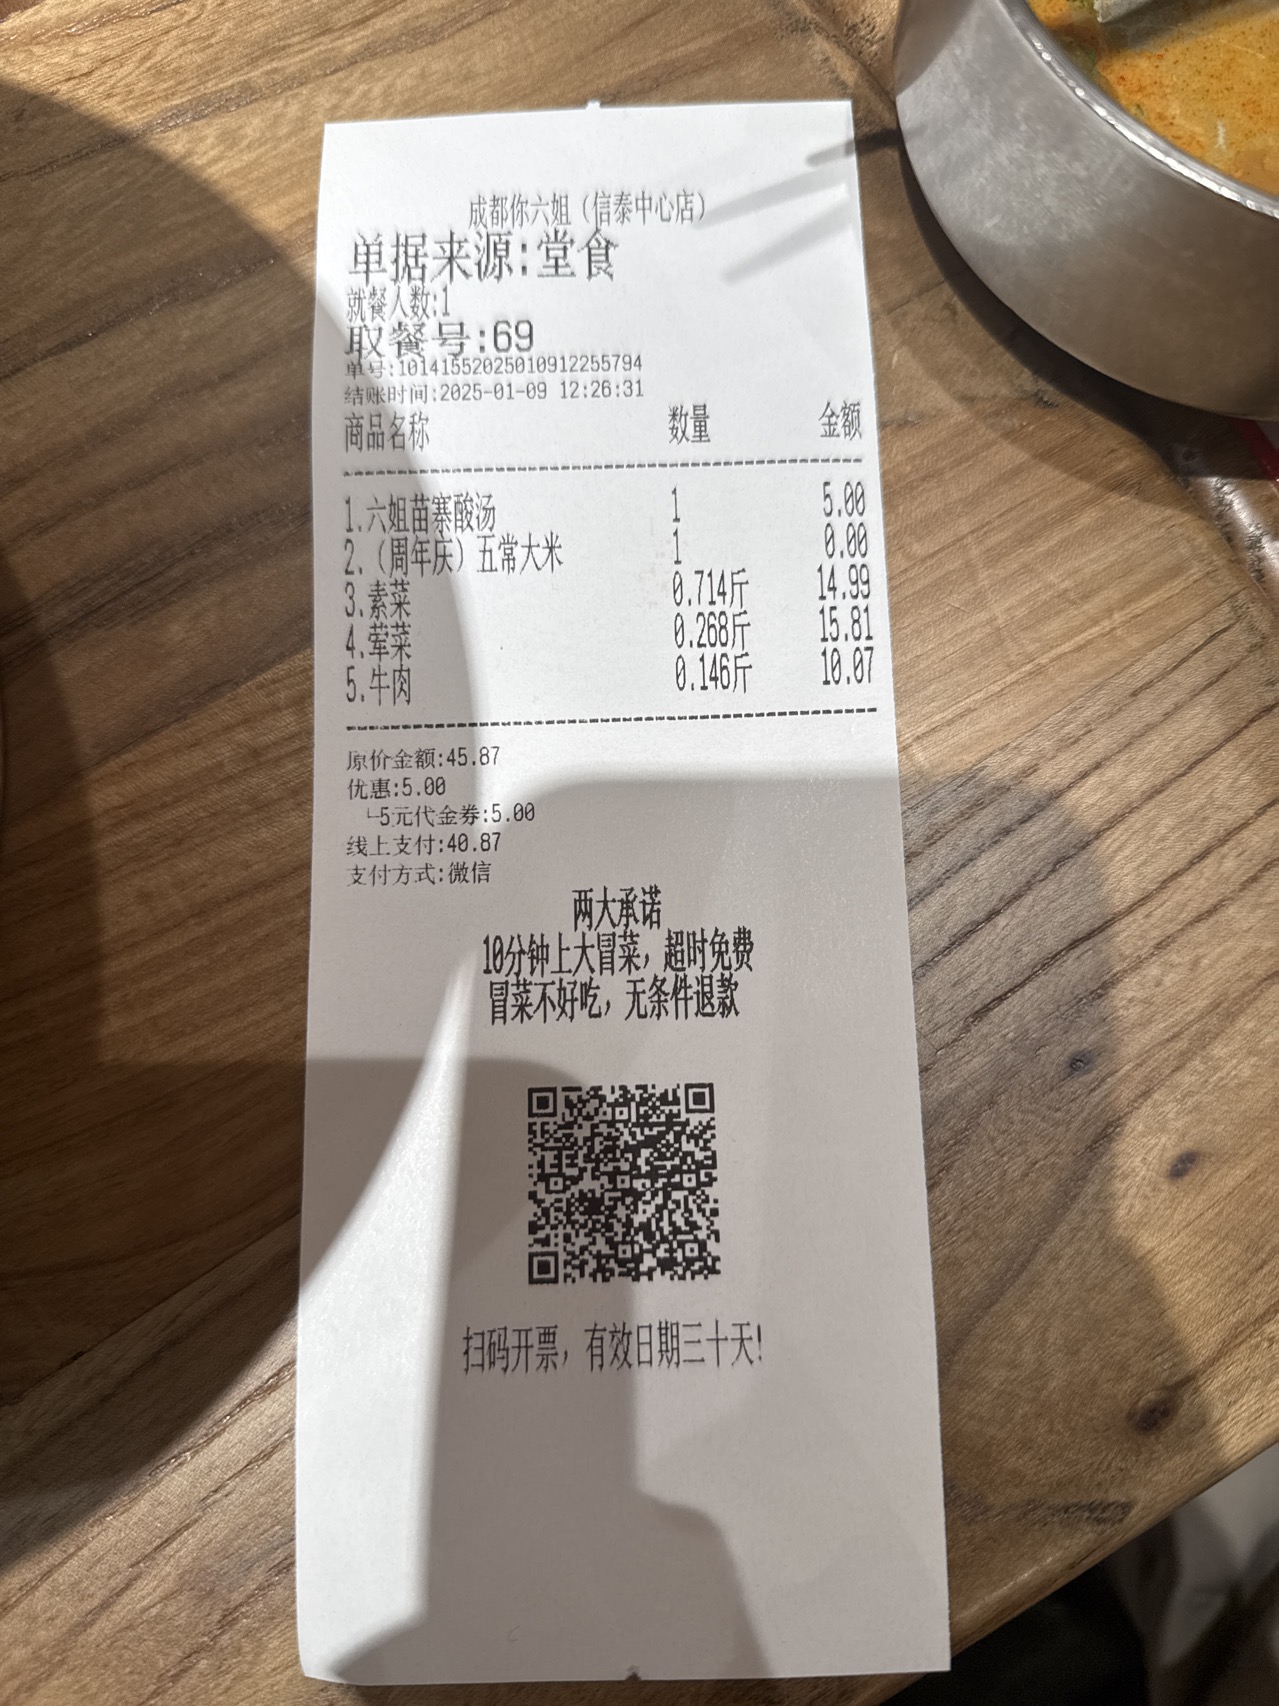 成都你六姐（信泰中心店）
单据来源:堂食
就餐人数:1
取餐号:69
单号:10141552025010912255794
结账时间:2025-01-09 12:26:31
商品名称 数量 金额
1.六姐苗寨酸汤 1 5.00
2.（周年庆）五常大米 1 0.00
3.素菜 0.714斤 14.99
4.荤菜 0.268斤 15.81
5.牛肉 0.146斤 10.07
原价金额:45.87
优惠:5.00
└5元代金券:5.00
线上支付:40.87
支付方式:微信
两大承诺
10分钟上大冒菜，超时免费
冒菜不好吃，无条件退款
扫码开票，有效日期三十天!